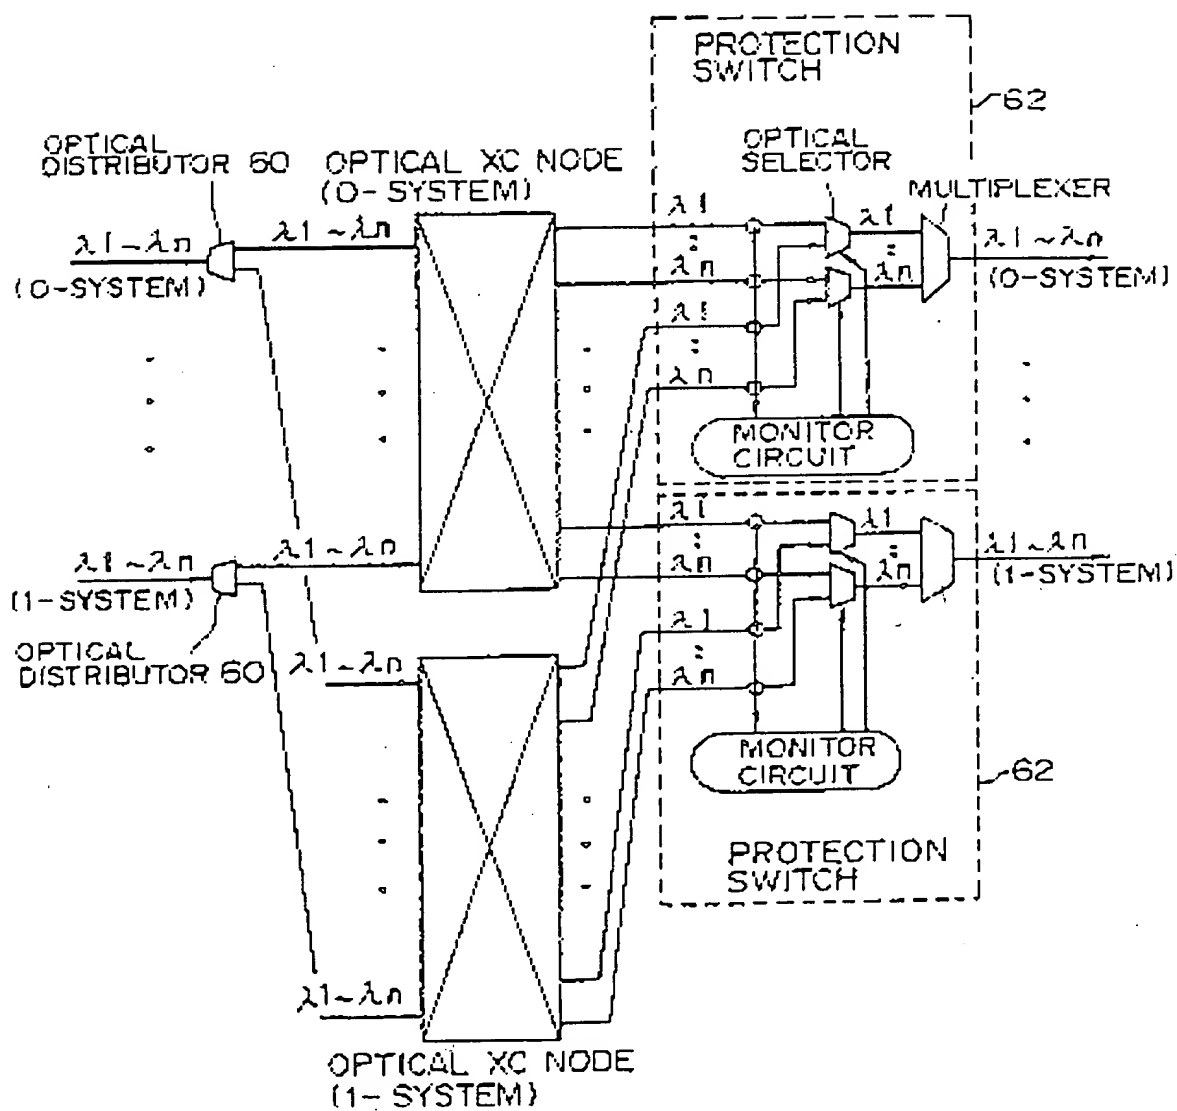 PROTECTION
SWITCH
62
OPTICAL
DISTRIBUTOR 60
OPTICAL XC NODE
(0-SYSTEM)
OPTICAL
SELECTOR
MULTIPLEXER
λ1~λn
(0-SYSTEM)
λ1~λn
λ1
λn
λ1
λn
λ1
λn
λ1~λn
(0-SYSTEM)
MONITOR
CIRCUIT
λ1~λn
(1-SYSTEM)
OPTICAL
DISTRIBUTOR 60
λ1~λn
λ1
λn
λ1
λn
λ1
λn
λ1~λn
(1-SYSTEM)
MONITOR
CIRCUIT
62
PROTECTION
SWITCH
λ1~λn
λ1~λn
OPTICAL XC NODE
(1-SYSTEM)